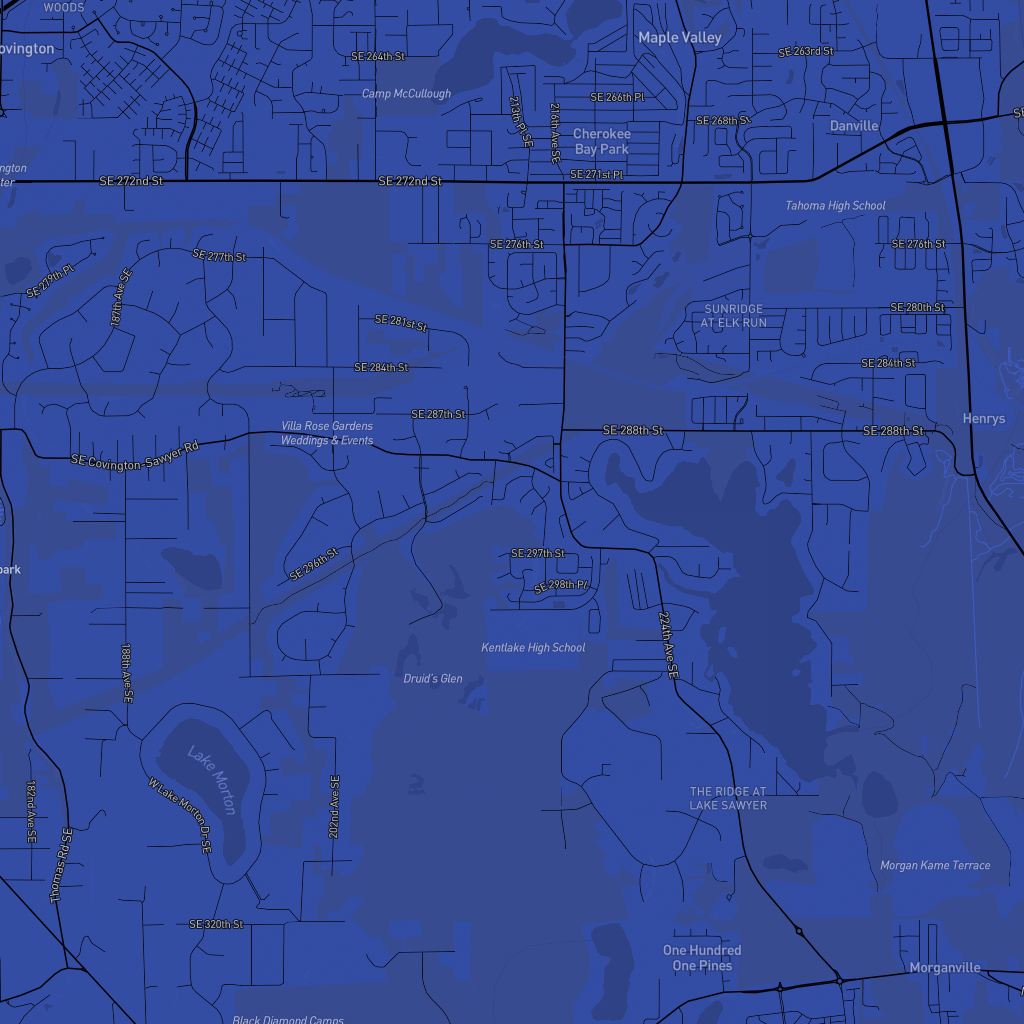 WOODS
Maple Valley
ovington
SE 264th St
SE 263rd St
Camp McCullough
SE 266th Pl
213th Pl SE
216th Ave SE
SE 268th St
Cherokee
Bay Park
Danville
ington
ter
SE 272nd St
SE 272nd St
SE 271st Pl
Tahoma High School
SE 276th St
SE 276th St
SE 277th St
SE 279th Pl
187th Ave SE
SUNRIDGE
AT ELK RUN
SE 280th St
SE 281st St
SE 284th St
SE 284th St
SE 287th St
Henrys
Villa Rose Gardens
Weddings & Events
SE 288th St
SE 288th St
SE Covington-Sawyer Rd
SE 297th St
SE 296th St
park
SE 298th Pl
224th Ave SE
188th Ave SE
Kentlake High School
Druid's Glen
Lake Morton
W Lake Morton Dr SE
182nd Ave SE
202nd Ave SE
THE RIDGE AT
LAKE SAWYER
Thomas Rd SE
Morgan Kame Terrace
SE 320th St
One Hundred
One Pines
Morganville
Black Diamond Camps